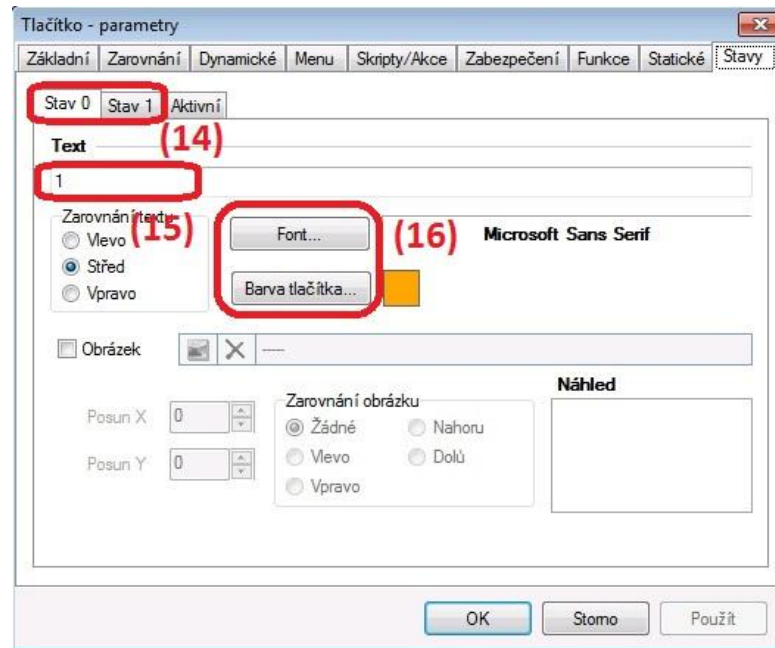 Tlačítko - parametry
Základní Zarovnání Dynamické Menu Skripty/Akce Zabezpečení Funkce Statické Stavy
Stav 0 Stav 1 Aktivní
(14)
Text
1
Zarovnání textu
(15)
Vlevo
Střed
Vpravo
Font...
(16)
Microsoft Sans Serif
Barva tlačítka...
Obrázek
-----
Náhled
Posun X 0
Posun Y 0
Zarovnání obrázku
Žádné Nahoru
Vlevo Dolů
Vpravo
OK Storno Použít